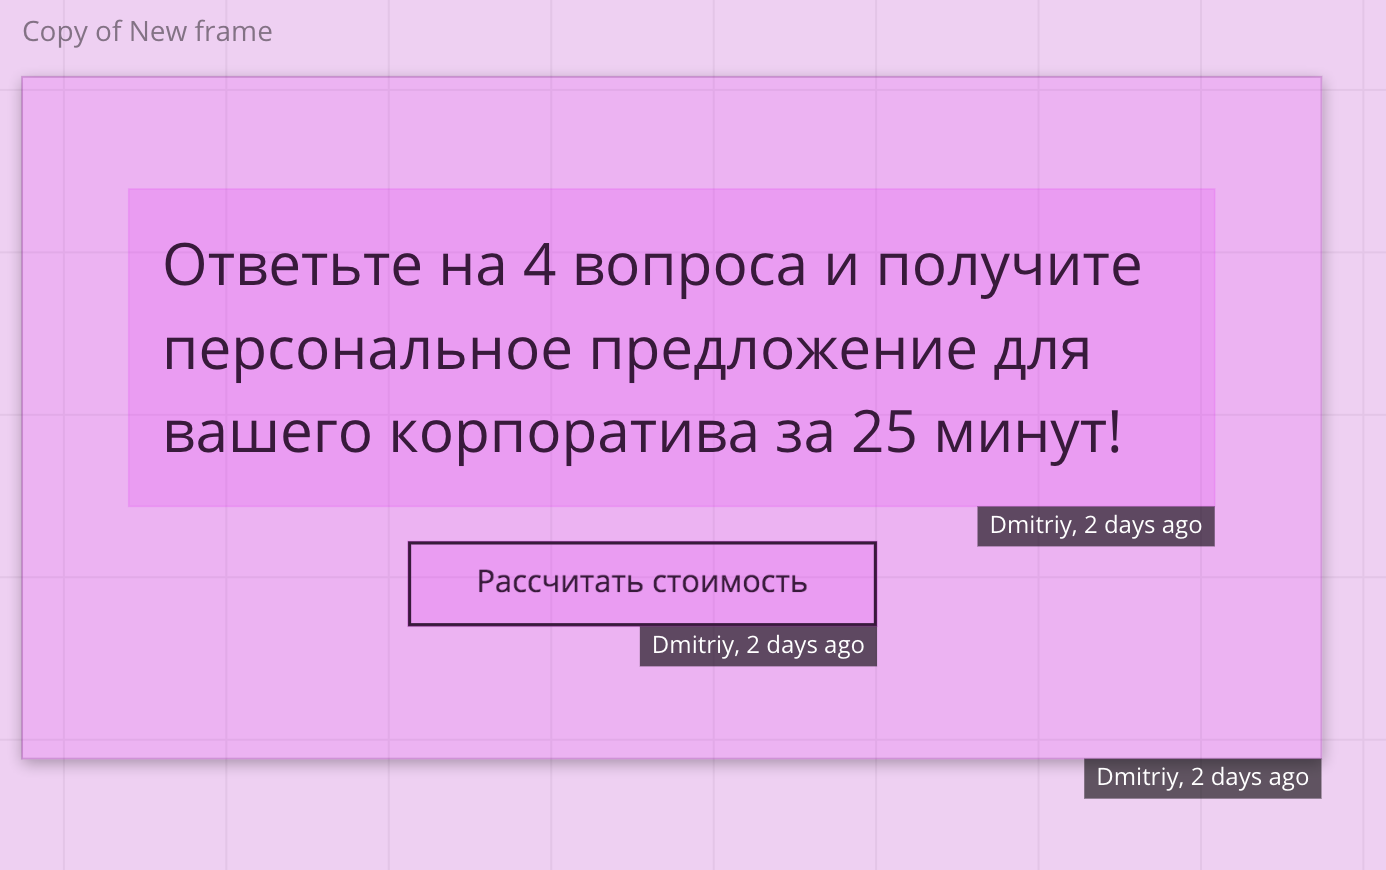 Copy of New frame
Ответьте на 4 вопроса и получите
персональное предложение для
вашего корпоратива за 25 минут!
Dmitriy, 2 days ago
Рассчитать стоимость
Dmitriy, 2 days ago
Dmitriy, 2 days ago